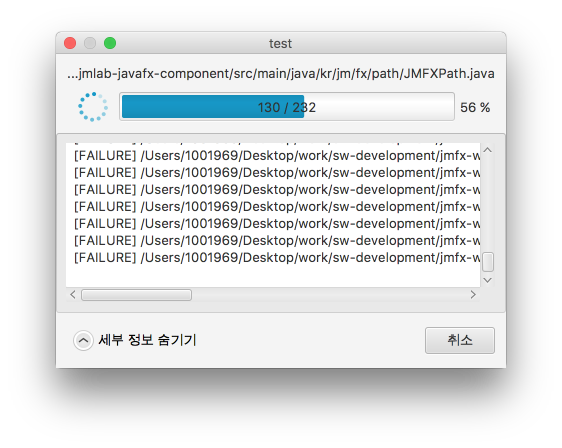 test
...jmlab-javafx-component/src/main/java/kr/jm/fx/path/JMFXPath.java
130 / 232
56 %
[FAILURE] /Users/1001969/Desktop/work/sw-development/jmfx-w
[FAILURE] /Users/1001969/Desktop/work/sw-development/jmfx-w
[FAILURE] /Users/1001969/Desktop/work/sw-development/jmfx-w
[FAILURE] /Users/1001969/Desktop/work/sw-development/jmfx-w
[FAILURE] /Users/1001969/Desktop/work/sw-development/jmfx-w
[FAILURE] /Users/1001969/Desktop/work/sw-development/jmfx-w
[FAILURE] /Users/1001969/Desktop/work/sw-development/jmfx-w
세부 정보 숨기기
취소